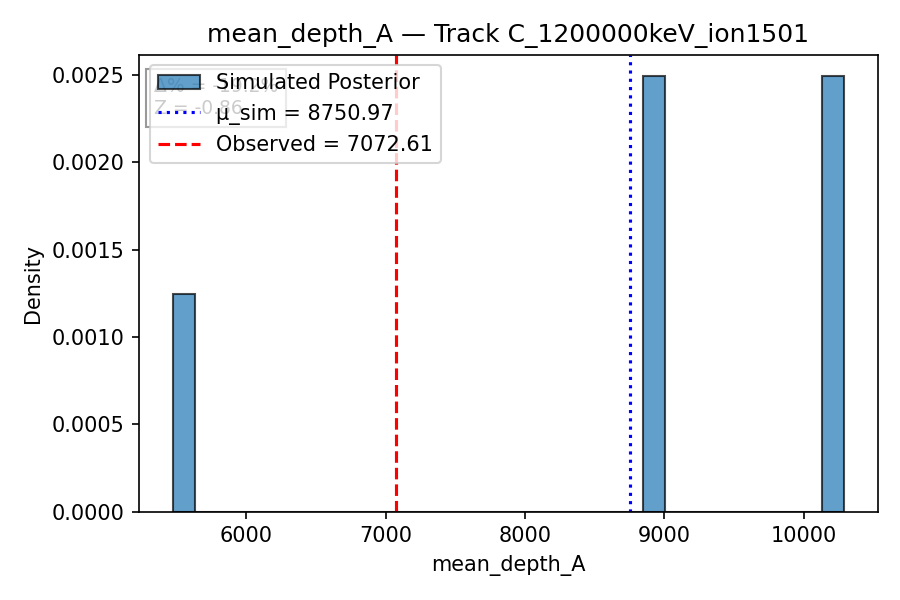 mean_depth_A — Track C_1200000keV_ion1501
Simulated Posterior
μ_sim = 8750.97
Observed = 7072.61
Z = -0.86
Density
0.0025
0.0020
0.0015
0.0010
0.0005
0.0000
6000
7000
8000
9000
10000
mean_depth_A